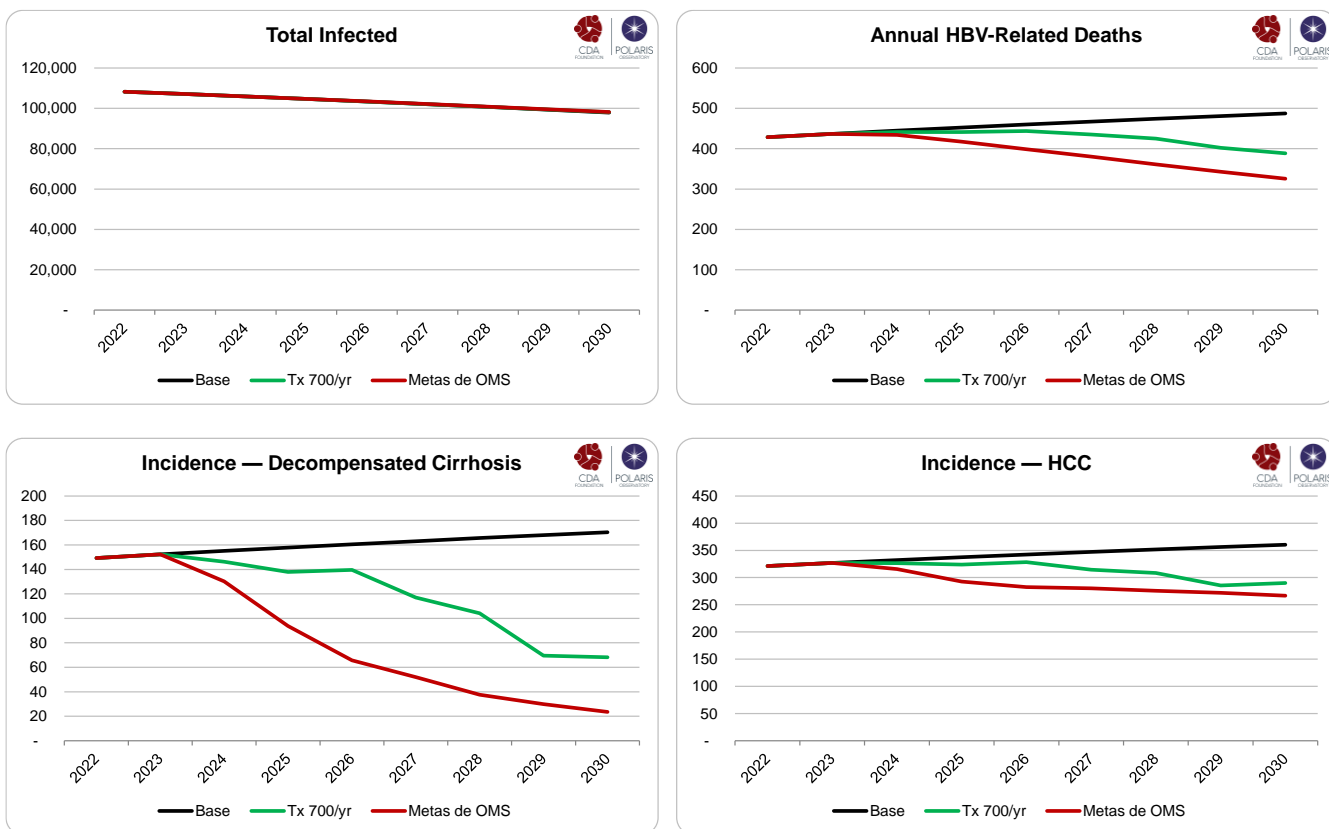 Total Infected
CDA
FOUNDATION
POLARIS
OBSERVATORY
120,000
100,000
80,000
60,000
40,000
20,000
-
2022 2023 2024 2025 2026 2027 2028 2029 2030
Base Tx 700/yr Metas de OMS
Annual HBV-Related Deaths
CDA
FOUNDATION
POLARIS
OBSERVATORY
600
500
400
300
200
100
-
2022 2023 2024 2025 2026 2027 2028 2029 2030
Base Tx 700/yr Metas de OMS
Incidence — Decompensated Cirrhosis
CDA
FOUNDATION
POLARIS
OBSERVATORY
200
180
160
140
120
100
80
60
40
20
-
2022 2023 2024 2025 2026 2027 2028 2029 2030
Base Tx 700/yr Metas de OMS
Incidence — HCC
CDA
FOUNDATION
POLARIS
OBSERVATORY
450
400
350
300
250
200
150
100
50
-
2022 2023 2024 2025 2026 2027 2028 2029 2030
Base Tx 700/yr Metas de OMS